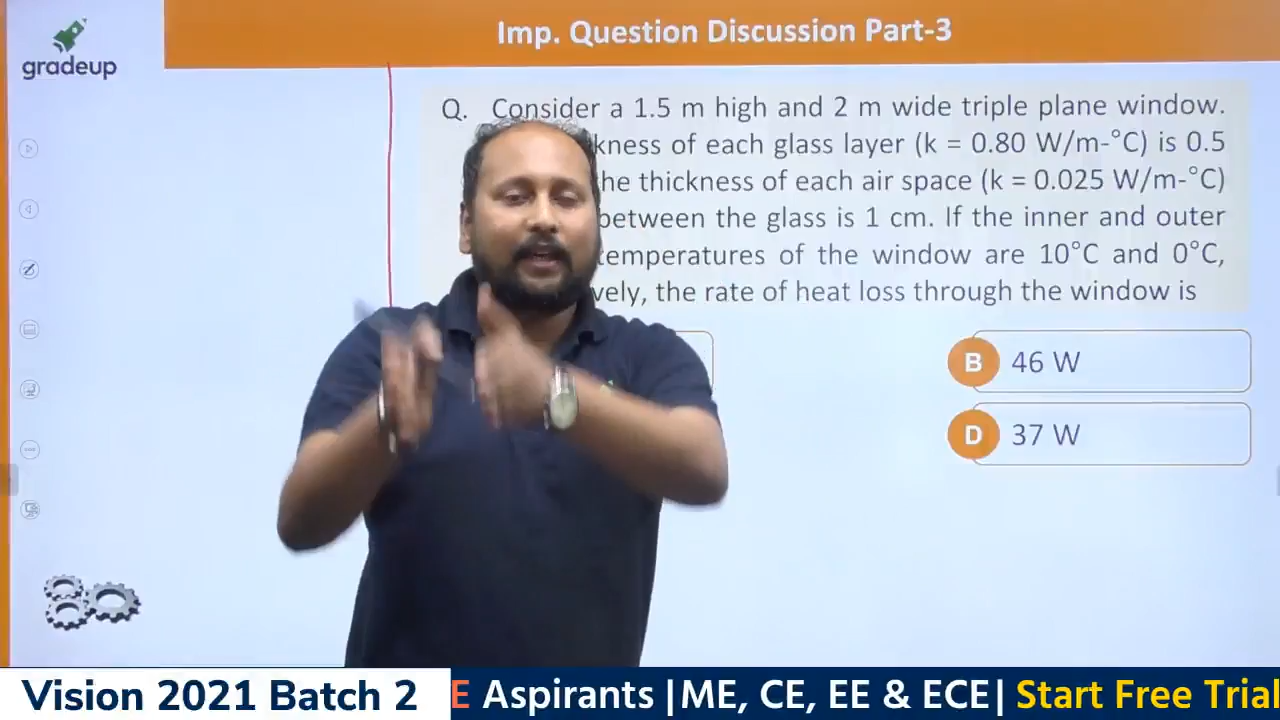 gradeup
Imp. Question Discussion Part-3
Q. Consider a 1.5 m high and 2 m wide triple plane window.
of each glass layer (k = 0.80 W/m-°C) is 0.5
thickness of each air space (k = 0.025 W/m-°C)
between the glass is 1 cm. If the inner and outer
temperatures of the window are 10°C and 0°C,
the rate of heat loss through the window is
B 46 W
D 37 W
Vision 2021 Batch 2
E Aspirants |ME, CE, EE & ECE| Start Free Trial